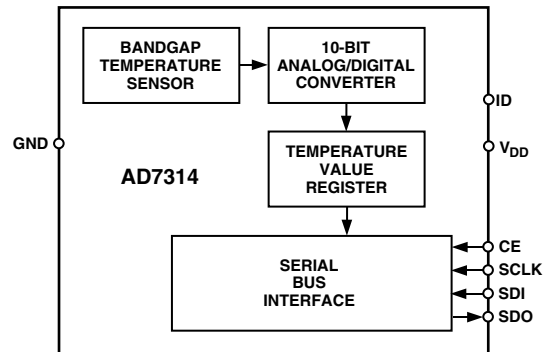 BANDGAP
TEMPERATURE
SENSOR
10-BIT
ANALOG/DIGITAL
CONVERTER
ID
GND
VDD
AD7314
TEMPERATURE
VALUE
REGISTER
SERIAL
BUS
INTERFACE
CE
SCLK
SDI
SDO